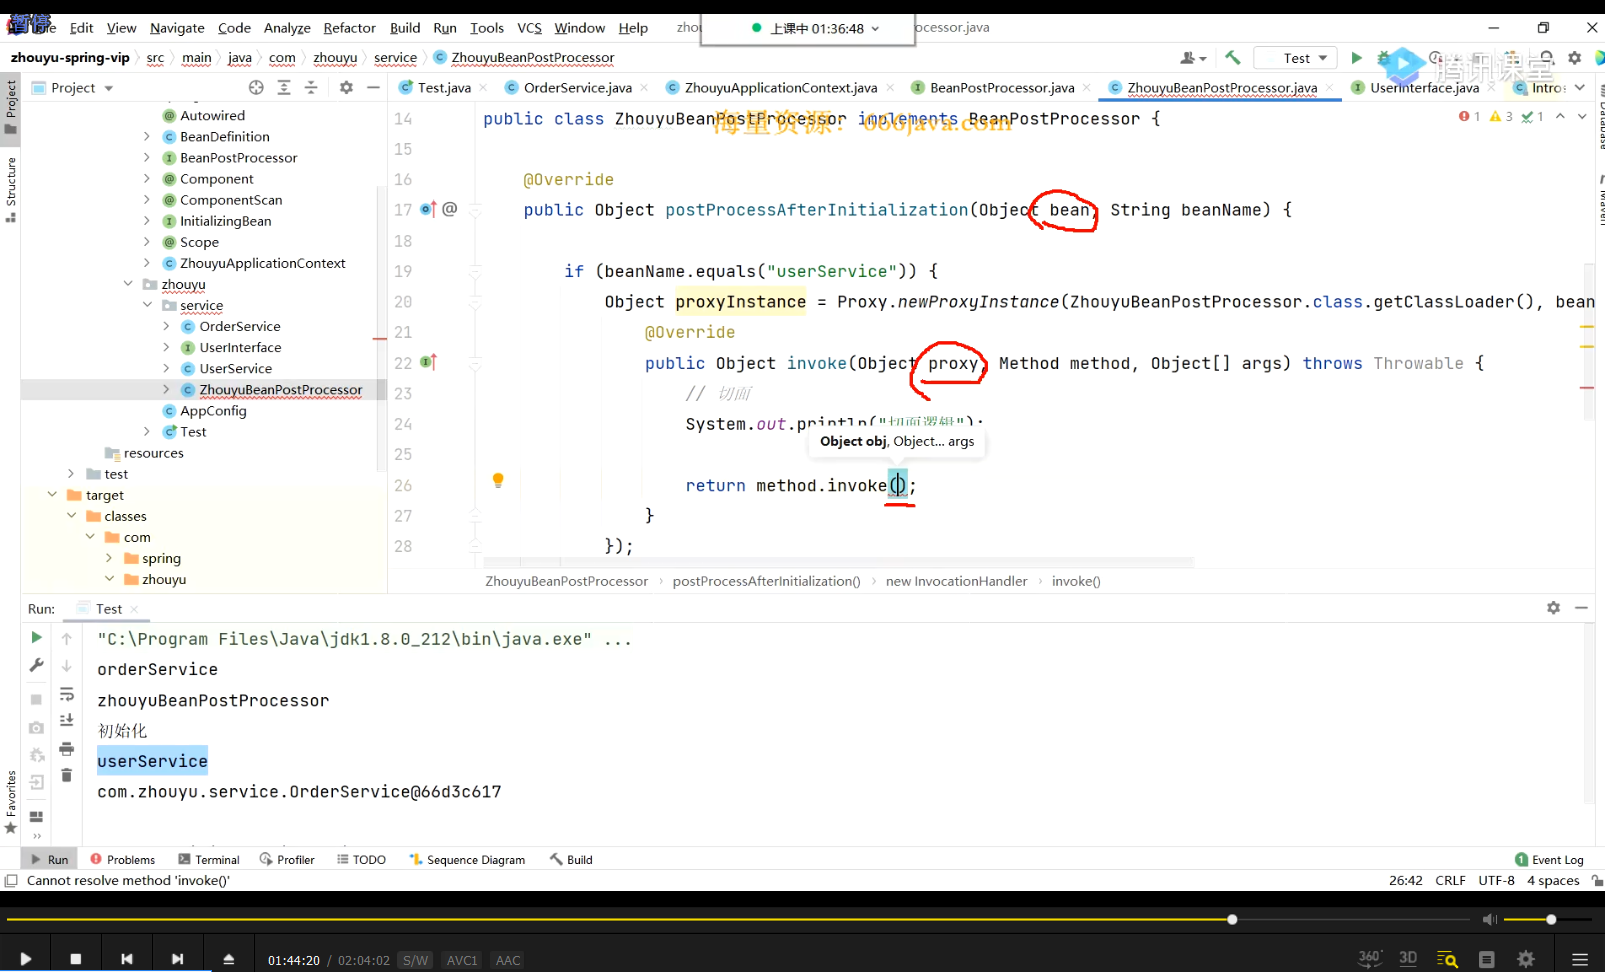 暂停
Edit View Navigate Code Analyze Refactor Build Run Tools VCS Window Help
上课中 01:36:48
ocessor.java
zhouyu-spring-vip src main java com zhouyu service ZhouyuBeanPostProcessor
Test
腾讯课堂
Project
Test.java OrderService.java ZhouyuApplicationContext.java BeanPostProcessor.java ZhouyuBeanPostProcessor.java UserInterface.java Intro
海量资源：666java.com
Project
Structure
Favorites
Autowired
BeanDefinition
BeanPostProcessor
Component
ComponentScan
InitializingBean
Scope
ZhouyuApplicationContext
zhouyu
service
OrderService
UserInterface
UserService
ZhouyuBeanPostProcessor
AppConfig
Test
resources
test
target
classes
com
spring
zhouyu
1 3 1
14 public class ZhouyuBeanPostProcessor implements BeanPostProcessor {
15
16 @Override
17 public Object postProcessAfterInitialization(Object bean, String beanName) {
18
19 if (beanName.equals("userService")) {
20 Object proxyInstance = Proxy.newProxyInstance(ZhouyuBeanPostProcessor.class.getClassLoader(), bean
21 @Override
22 public Object invoke(Object proxy, Method method, Object[] args) throws Throwable {
23 // 切面
24 System.out.println("切面逻辑");
Object obj, Object... args
25
26 return method.invoke();
27 }
28 });
ZhouyuBeanPostProcessor postProcessAfterInitialization() new InvocationHandler invoke()
Run: Test
"C:\Program Files\Java\jdk1.8.0_212\bin\java.exe" ...
orderService
zhouyuBeanPostProcessor
初始化
userService
com.zhouyu.service.OrderService@66d3c617
Run Problems Terminal Profiler TODO Sequence Diagram Build
1 Event Log
Cannot resolve method 'invoke()'
26:42 CRLF UTF-8 4 spaces
01:44:20 / 02:04:02 S/W AVC1 AAC
360° 3D